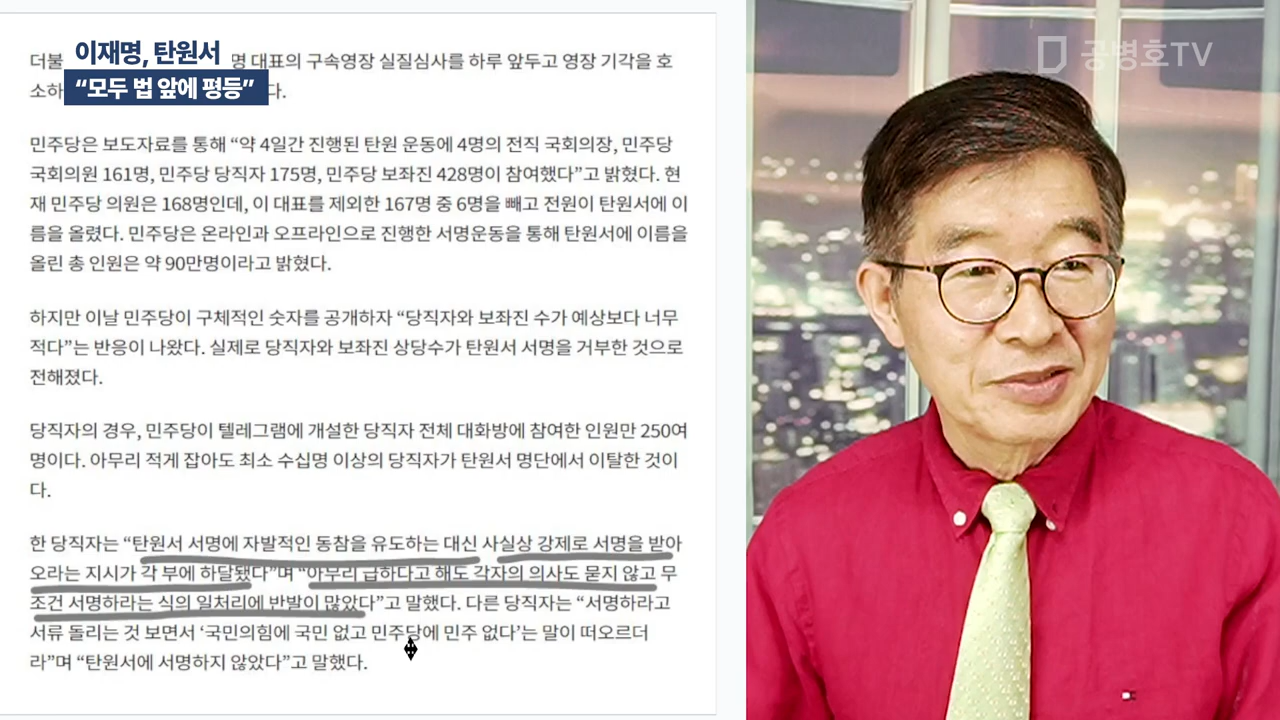 이재명, 탄원서
“모두 법 앞에 평등”
공병호TV
더불 명 대표의 구속영장 실질심사를 하루 앞두고 영장 기각을 호
소하 다.
민주당은 보도자료를 통해 “약 4일간 진행된 탄원 운동에 4명의 전직 국회의장, 민주당
국회의원 161명, 민주당 당직자 175명, 민주당 보좌진 428명이 참여했다”고 밝혔다. 현
재 민주당 의원은 168명인데, 이 대표를 제외한 167명 중 6명을 빼고 전원이 탄원서에 이
름을 올렸다. 민주당은 온라인과 오프라인으로 진행한 서명운동을 통해 탄원서에 이름을
올린 총 인원은 약 90만명이라고 밝혔다.
하지만 이날 민주당이 구체적인 숫자를 공개하자 “당직자와 보좌진 수가 예상보다 너무
적다”는 반응이 나왔다. 실제로 당직자와 보좌진 상당수가 탄원서 서명을 거부한 것으로
전해졌다.
당직자의 경우, 민주당이 텔레그램에 개설한 당직자 전체 대화방에 참여한 인원만 250여
명이다. 아무리 적게 잡아도 최소 수십명 이상의 당직자가 탄원서 명단에서 이탈한 것이
다.
한 당직자는 “탄원서 서명에 자발적인 동참을 유도하는 대신 사실상 강제로 서명을 받아
오라는 지시가 각 부에 하달됐다”며 “아무리 급하다고 해도 각자의 의사도 묻지 않고 무
조건 서명하라는 식의 일처리에 반발이 많았다”고 말했다. 다른 당직자는 “서명하라고
서류 돌리는 것 보면서 ‘국민의힘에 국민 없고 민주당에 민주 없다’는 말이 떠오르더
라”며 “탄원서에 서명하지 않았다”고 말했다.